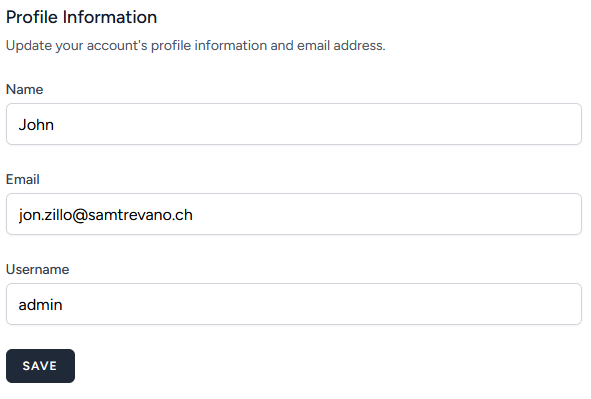 Profile Information
Update your account's profile information and email address.
Name
John
Email
jon.zillo@samtrevano.ch
Username
admin
SAVE